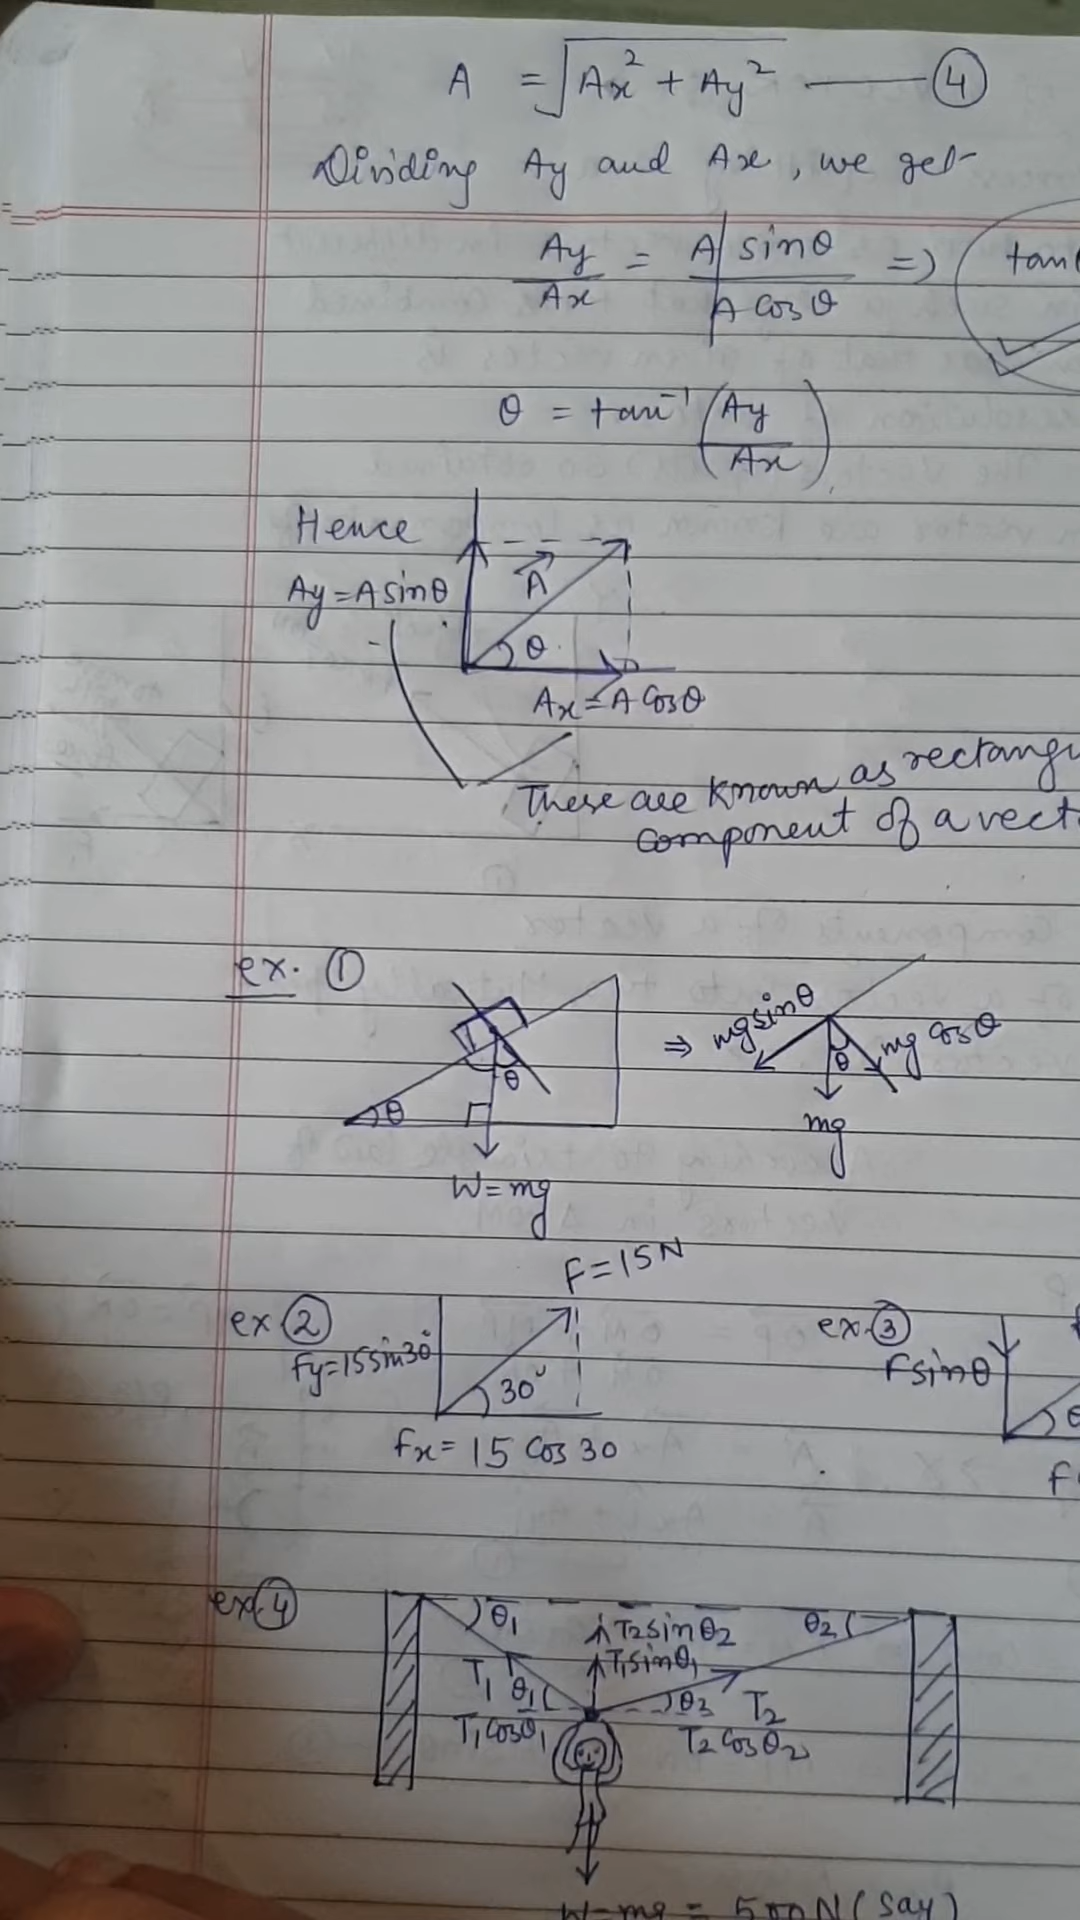 A = √Ax² + Ay² —— ④
Dividing Ay and Ax, we get
Ay/Ax = A sinθ / A cosθ => tan
θ = tan⁻¹ (Ay/Ax)
Hence
A
Ay = A sinθ
θ
Ax = A cosθ
These are known as rectangu
component of a vect
ex. ①
θ
θ
W = mg
⇒ mg sinθ
mg cosθ
θ
mg
F = 15N
ex ②
Fy = 15 sin 30°
30°
fx = 15 cos 30
ex. ③
F sinθ
θ
F
ex. ④
θ1
T2 sinθ2
θ2
T1 sinθ1
T1
θ1
θ3
T2
T1 cosθ1
T2 cosθ2
W = mg = 500N (say)